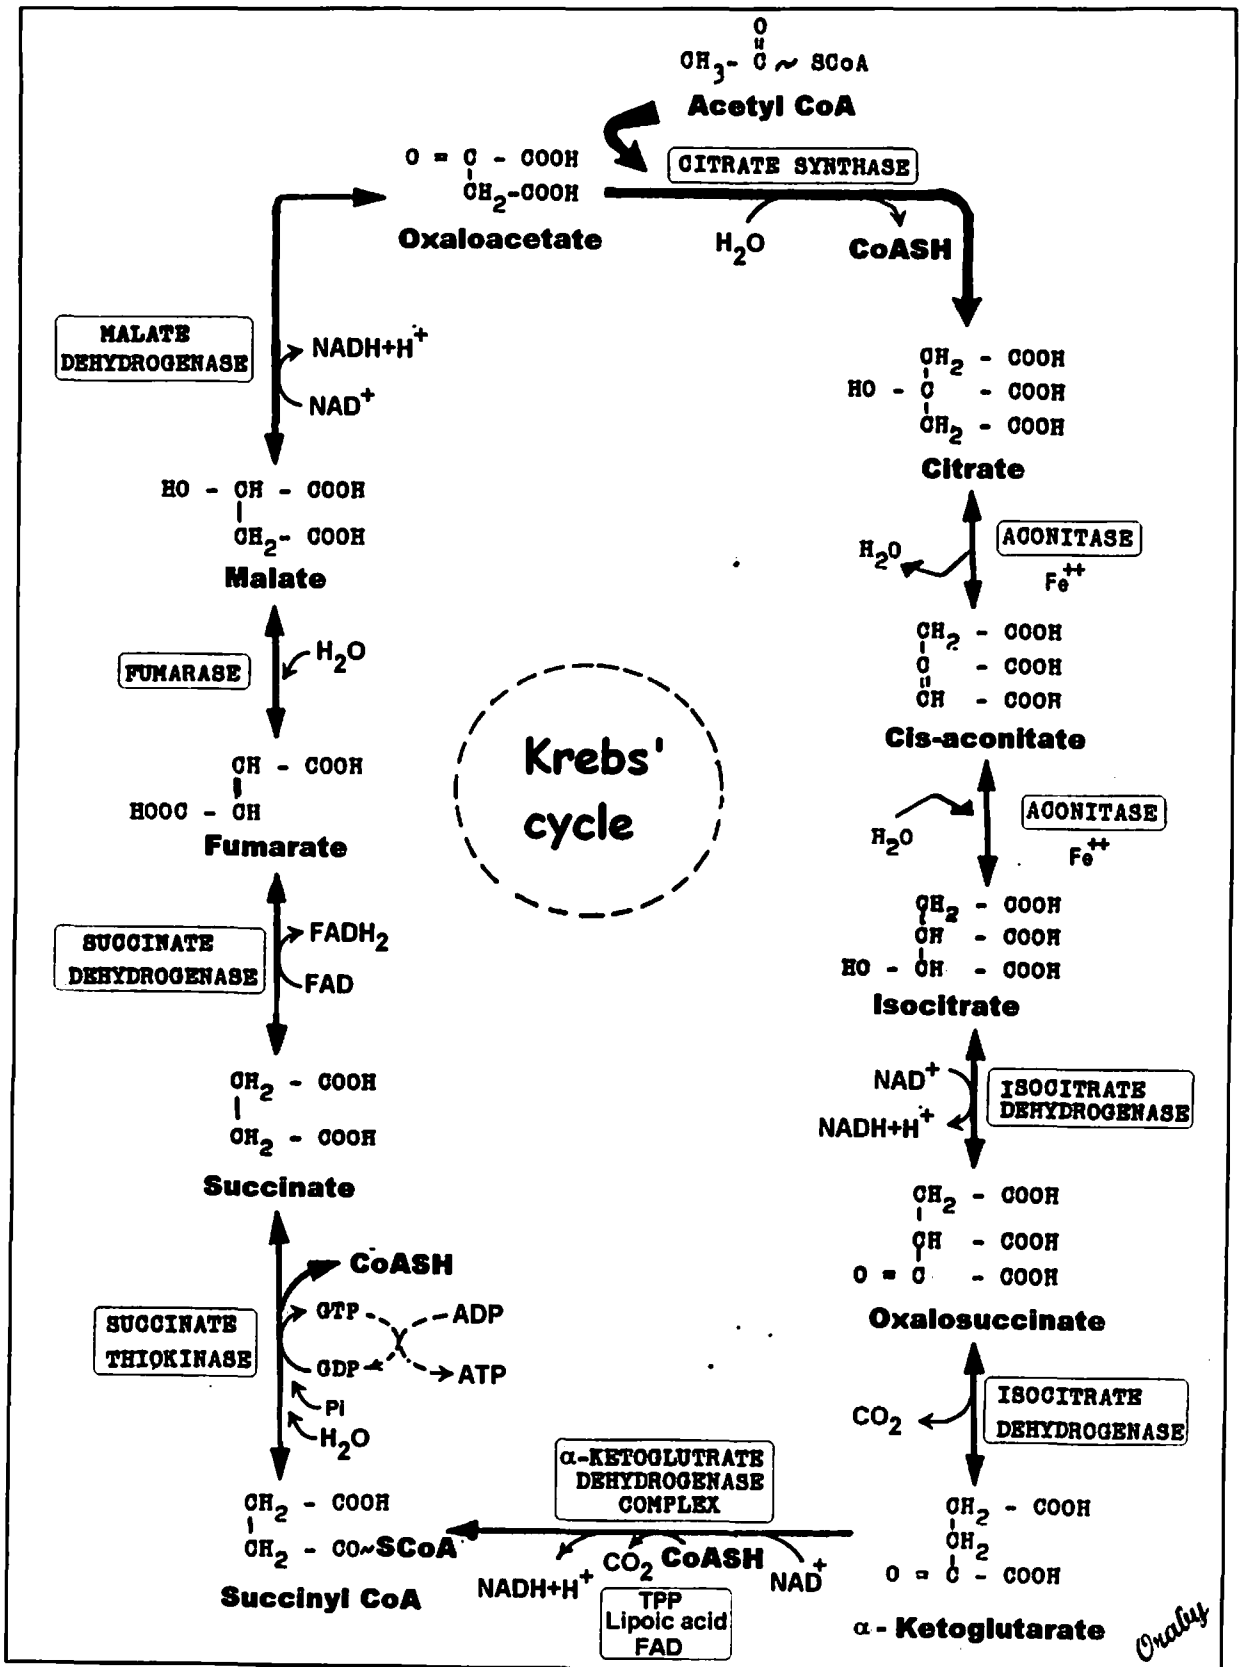 O
CH3- C ~ SCoA
Acetyl CoA
O = C - COOH
CH2-COOH
Oxaloacetate
CITRATE SYNTHASE
H2O
CoASH
MALATE
DEHYDROGENASE
NADH+H+
NAD+
CH2 - COOH
HO - C - COOH
CH2 - COOH
Citrate
HO - CH - COOH
CH2- COOH
Malate
H2O
ACONITASE
Fe++
FUMARASE
H2O
CH2 - COOH
C - COOH
CH - COOH
Cis-aconitate
Krebs'
cycle
CH - COOH
HOOC - CH
Fumarate
H2O
ACONITASE
Fe++
SUCCINATE
DEHYDROGENASE
FADH2
FAD
CH2 - COOH
CH - COOH
HO - CH - COOH
Isocitrate
NAD+
NADH+H+
ISOCITRATE
DEHYDROGENASE
CH2 - COOH
CH2 - COOH
Succinate
CH2 - COOH
CH - COOH
O = C - COOH
Oxalosuccinate
SUCCINATE
THIOKINASE
CoASH
GTP
ADP
GDP
ATP
Pi
H2O
CO2
ISOCITRATE
DEHYDROGENASE
α-KETOGLUTRATE
DEHYDROGENASE
COMPLEX
CH2 - COOH
CH2 - CO~SCoA
Succinyl CoA
NADH+H+
CO2
CoASH
NAD+
TPP
Lipoic acid
FAD
CH2 - COOH
CH2
O = C - COOH
α - Ketoglutarate
Oraby